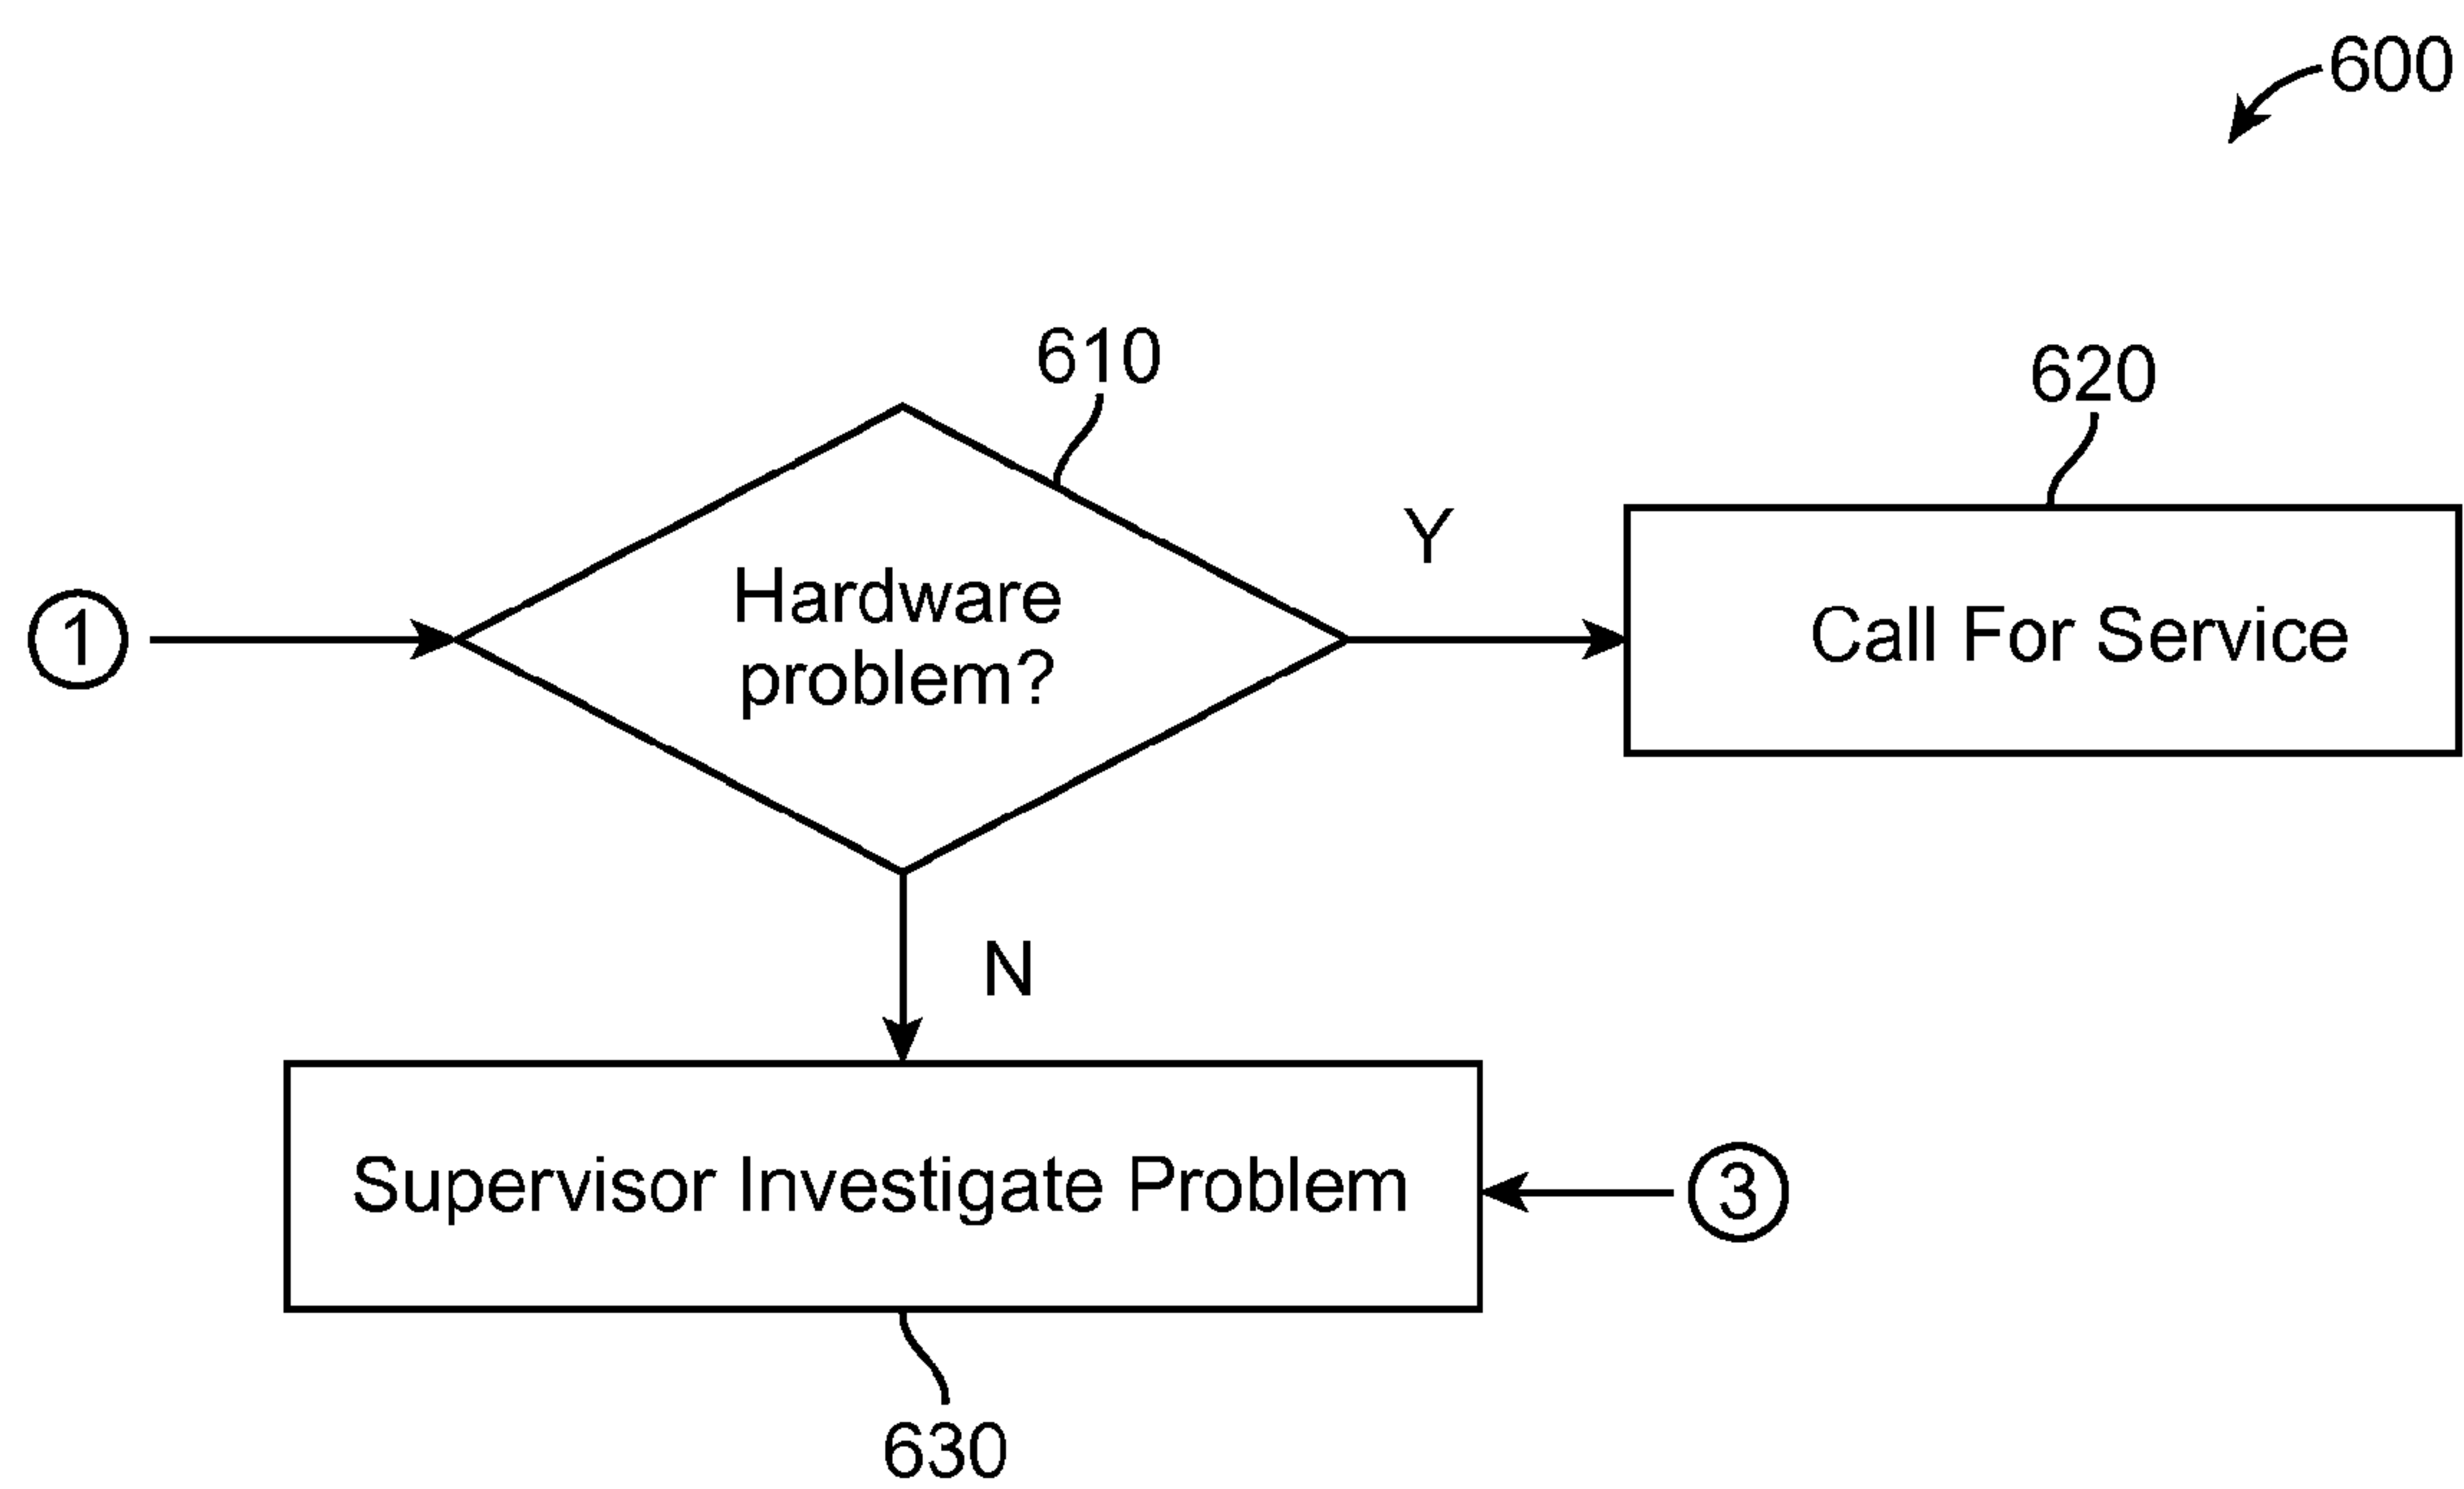 600
610
620
Y
Hardware
problem?
1
Call For Service
N
Supervisor Investigate Problem
3
630